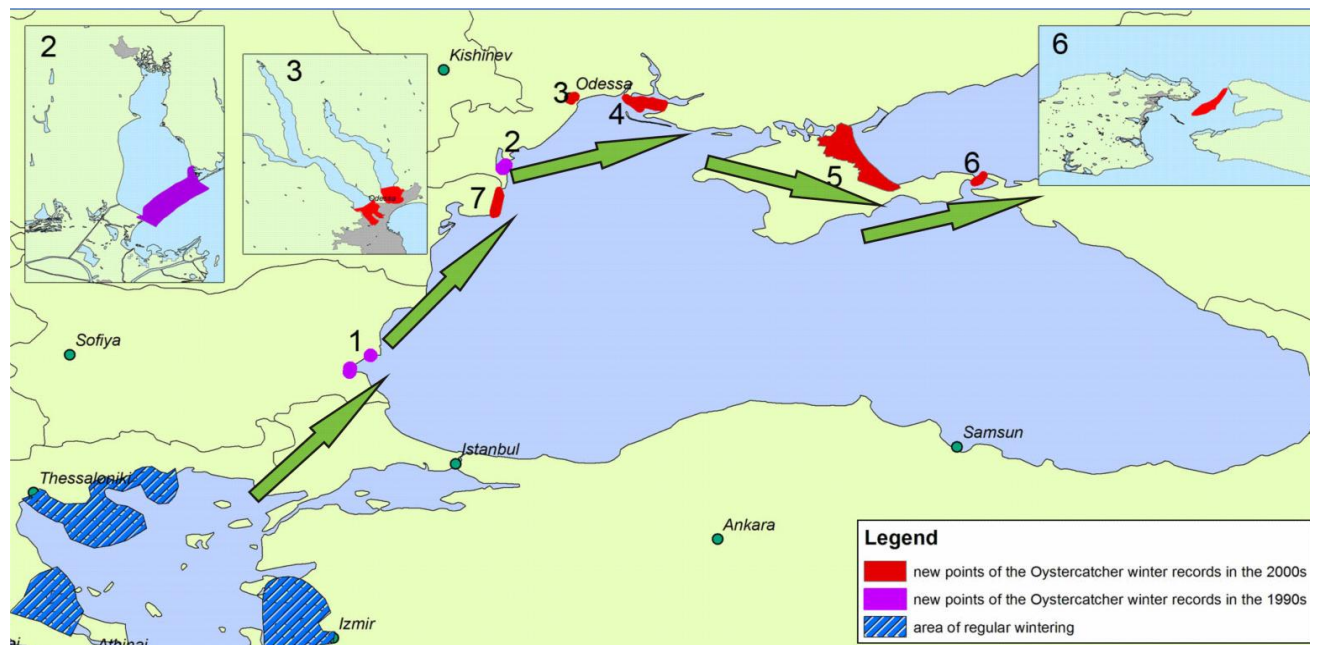 2
3
Kishinev
3
Odessa
4
6
2
7
5
6
Odessa
1
Sofiya
Istanbul
Samsun
Thessaloniki
Ankara
Izmir
Athinai
Legend
new points of the Oystercatcher winter records in the 2000s
new points of the Oystercatcher winter records in the 1990s
area of regular wintering